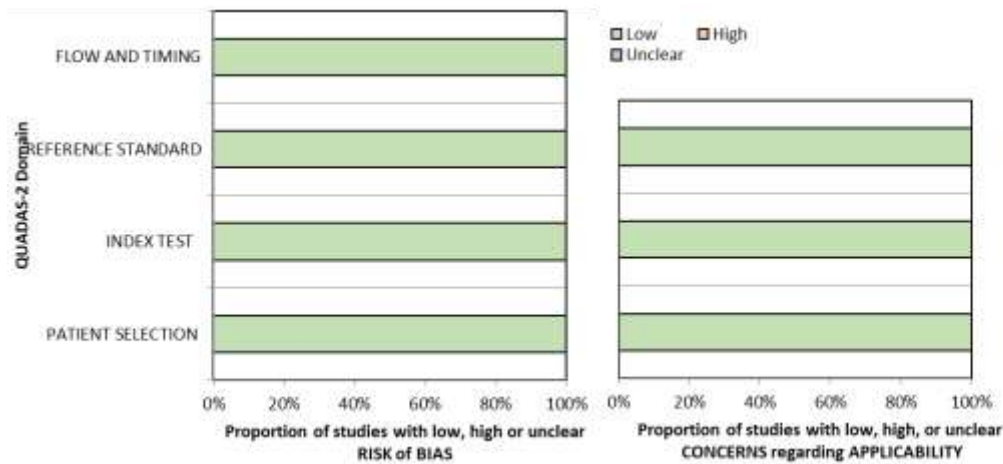 FLOW AND TIMING
REFERENCE STANDARD
INDEX TEST
PATIENT SELECTION
QUADAS-2 Domain
0% 20% 40% 60% 80% 100%
Proportion of studies with low, high or unclear
RISK of BIAS
Low High
Unclear
0% 20% 40% 60% 80% 100%
Proportion of studies with low, high, or unclear
CONCERNS regarding APPLICABILITY